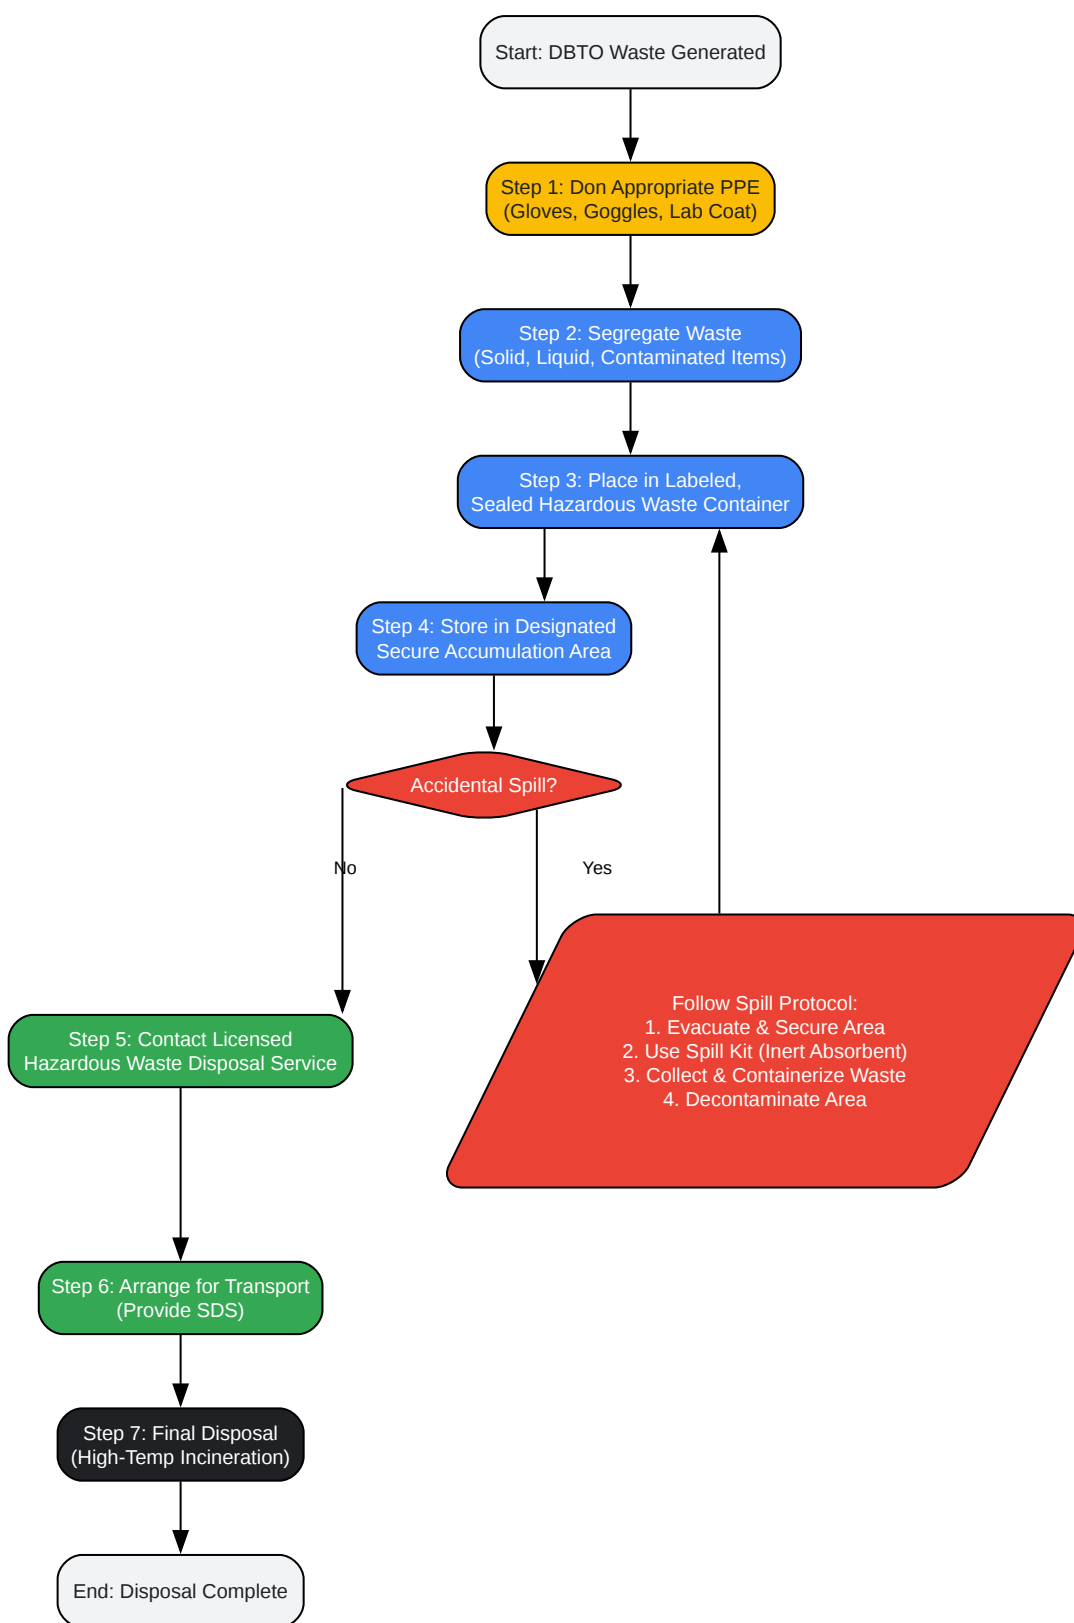 Start: DBTO Waste Generated
Step 1: Don Appropriate PPE
(Gloves, Goggles, Lab Coat)
Step 2: Segregate Waste
(Solid, Liquid, Contaminated Items)
Step 3: Place in Labeled,
Sealed Hazardous Waste Container
Step 4: Store in Designated
Secure Accumulation Area
Accidental Spill?
No
Yes
Follow Spill Protocol:
1. Evacuate & Secure Area
2. Use Spill Kit (Inert Absorbent)
3. Collect & Containerize Waste
4. Decontaminate Area
Step 5: Contact Licensed
Hazardous Waste Disposal Service
Step 6: Arrange for Transport
(Provide SDS)
Step 7: Final Disposal
(High-Temp Incineration)
End: Disposal Complete